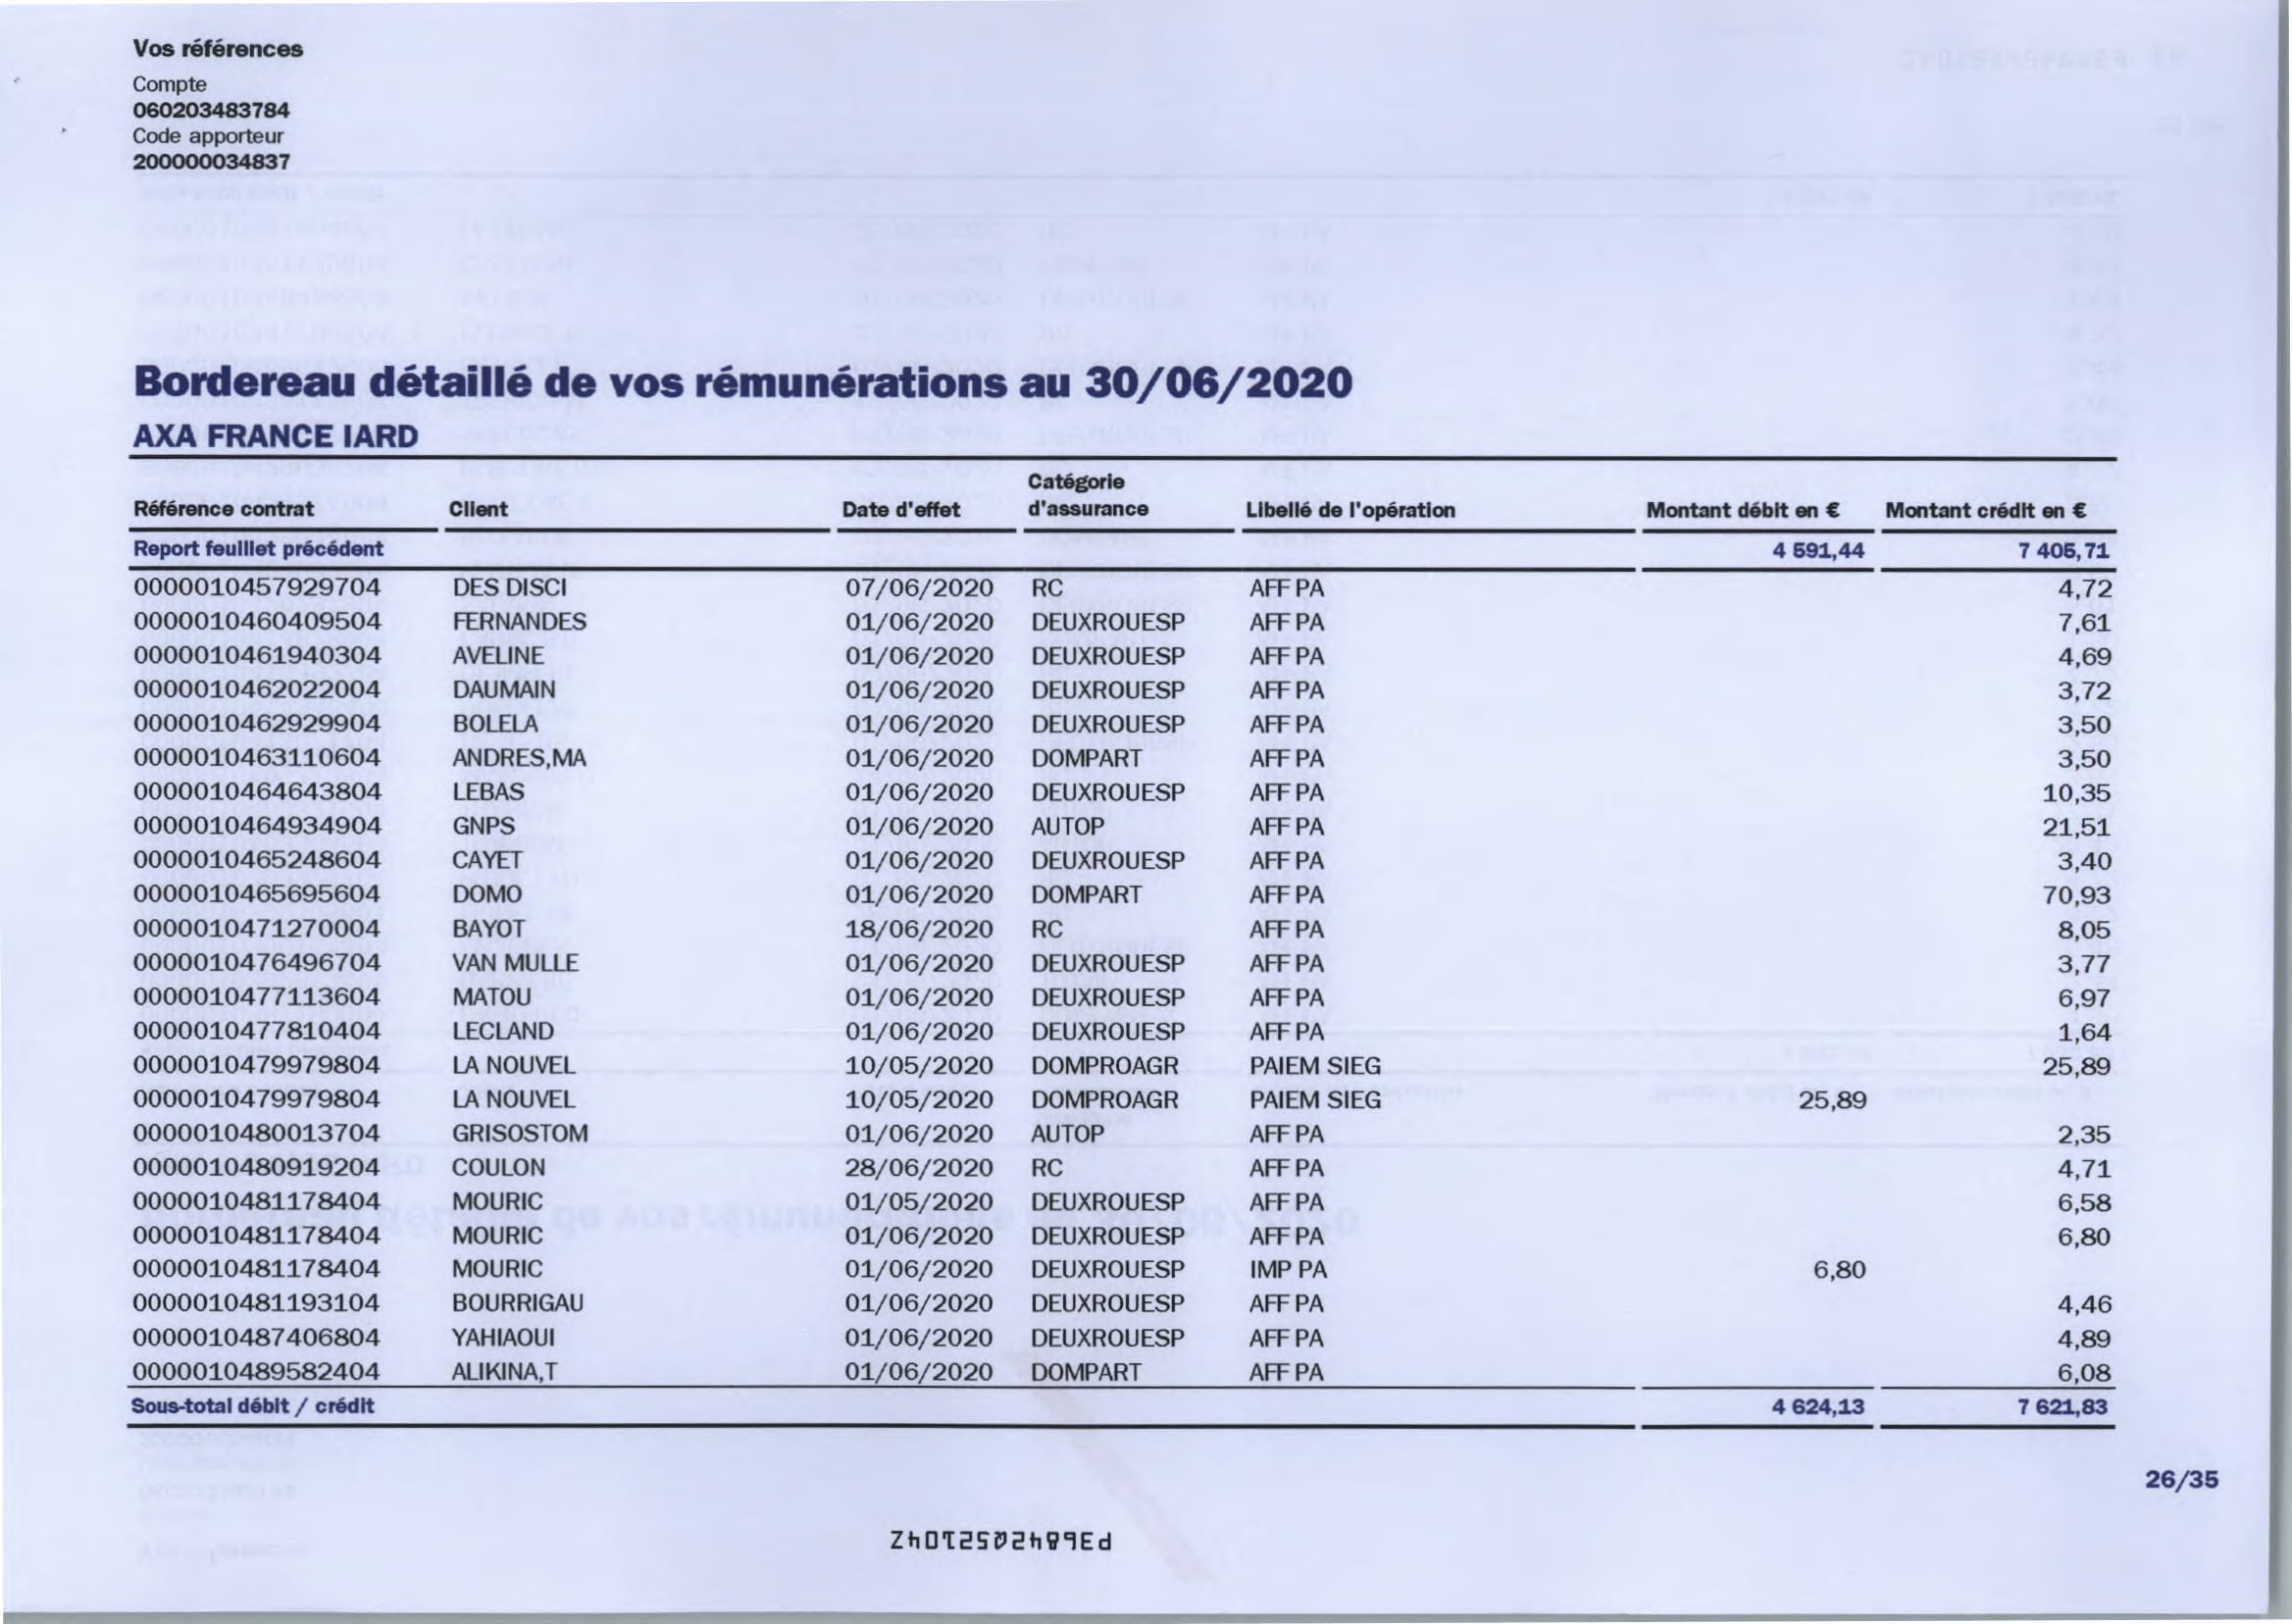 Vos références
Compte
060203483784
Code apporteur
200000034837
Bordereau détaillé de vos rémunérations au 30/06/2020
AXA FRANCE IARD
Référence contrat Client Date d'effet Catégorie d'assurance Libellé de l'opération Montant débit en € Montant crédit en €
Report feuillet précédent 4 591,44 7 405,71
0000010457929704 DES DISCI 07/06/2020 RC AFF PA 4,72
0000010460409504 FERNANDES 01/06/2020 DEUXROUESP AFF PA 7,61
0000010461940304 AVELINE 01/06/2020 DEUXROUESP AFF PA 4,69
0000010462022004 DAUMAIN 01/06/2020 DEUXROUESP AFF PA 3,72
0000010462929904 BOLELA 01/06/2020 DEUXROUESP AFF PA 3,50
0000010463110604 ANDRES,MA 01/06/2020 DOMPART AFF PA 3,50
0000010464643804 LEBAS 01/06/2020 DEUXROUESP AFF PA 10,35
0000010464934904 GNPS 01/06/2020 AUTOP AFF PA 21,51
0000010465248604 CAYET 01/06/2020 DEUXROUESP AFF PA 3,40
0000010465695604 DOMO 01/06/2020 DOMPART AFF PA 70,93
0000010471270004 BAYOT 18/06/2020 RC AFF PA 8,05
0000010476496704 VAN MULLE 01/06/2020 DEUXROUESP AFF PA 3,77
0000010477113604 MATOU 01/06/2020 DEUXROUESP AFF PA 6,97
0000010477810404 LECLAND 01/06/2020 DEUXROUESP AFF PA 1,64
0000010479979804 LA NOUVEL 10/05/2020 DOMPROAGR PAIEM SIEG 25,89
0000010479979804 LA NOUVEL 10/05/2020 DOMPROAGR PAIEM SIEG 25,89
0000010480013704 GRISOSTOM 01/06/2020 AUTOP AFF PA 2,35
0000010480919204 COULON 28/06/2020 RC AFF PA 4,71
0000010481178404 MOURIC 01/05/2020 DEUXROUESP AFF PA 6,58
0000010481178404 MOURIC 01/06/2020 DEUXROUESP AFF PA 6,80
0000010481178404 MOURIC 01/06/2020 DEUXROUESP IMP PA 6,80
0000010481193104 BOURRIGAU 01/06/2020 DEUXROUESP AFF PA 4,46
0000010487406804 YAHIAOUI 01/06/2020 DEUXROUESP AFF PA 4,89
0000010489582404 ALIKINA,T 01/06/2020 DOMPART AFF PA 6,08
Sous-total débit / crédit 4 624,13 7 621,83
26/35